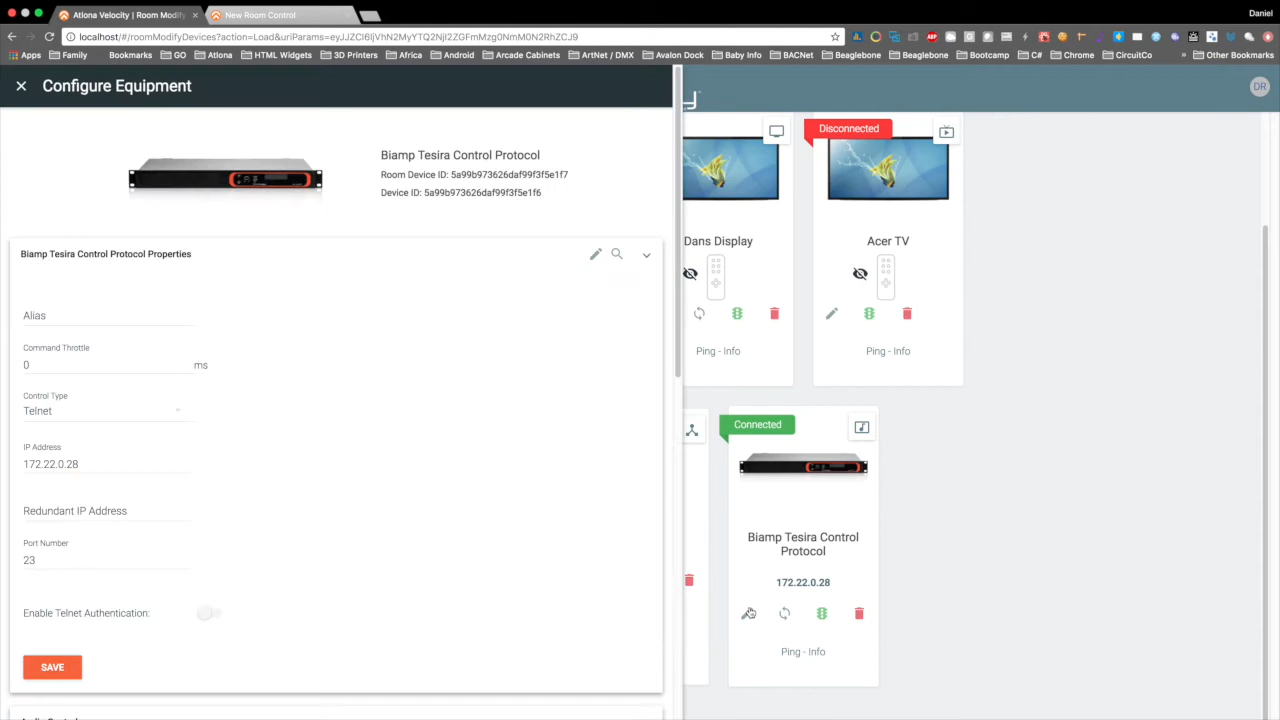 Daniel
Atlona Velocity | Room Modify
New Room Control
localhost/#/roomModifyDevices?action=Load&uriParams=eyJJZCI6IjVhN2MyYTQ2NjI2ZGFmMzg0NmM0N2RhZCJ9
Apps
Family
Bookmarks
GO
Atlona
HTML Widgets
3D Printers
Africa
Android
Arcade Cabinets
ArtNet / DMX
Avalon Dock
Baby Info
BACNet
Beaglebone
Beaglebone
Bootcamp
C#
Chrome
CircuitCo
»
Other Bookmarks
Configure Equipment
DR
Biamp Tesira Control Protocol
Room Device ID: 5a99b973626daf99f3f5e1f7
Device ID: 5a99b973626daf99f3f5e1f6
Biamp Tesira Control Protocol Properties
Alias
Command Throttle
0
ms
Control Type
Telnet
IP Address
172.22.0.28
Redundant IP Address
Port Number
23
Enable Telnet Authentication:
SAVE
Disconnected
Dans Display
Ping - Info
Acer TV
Ping - Info
Connected
Biamp Tesira Control
Protocol
172.22.0.28
Ping - Info